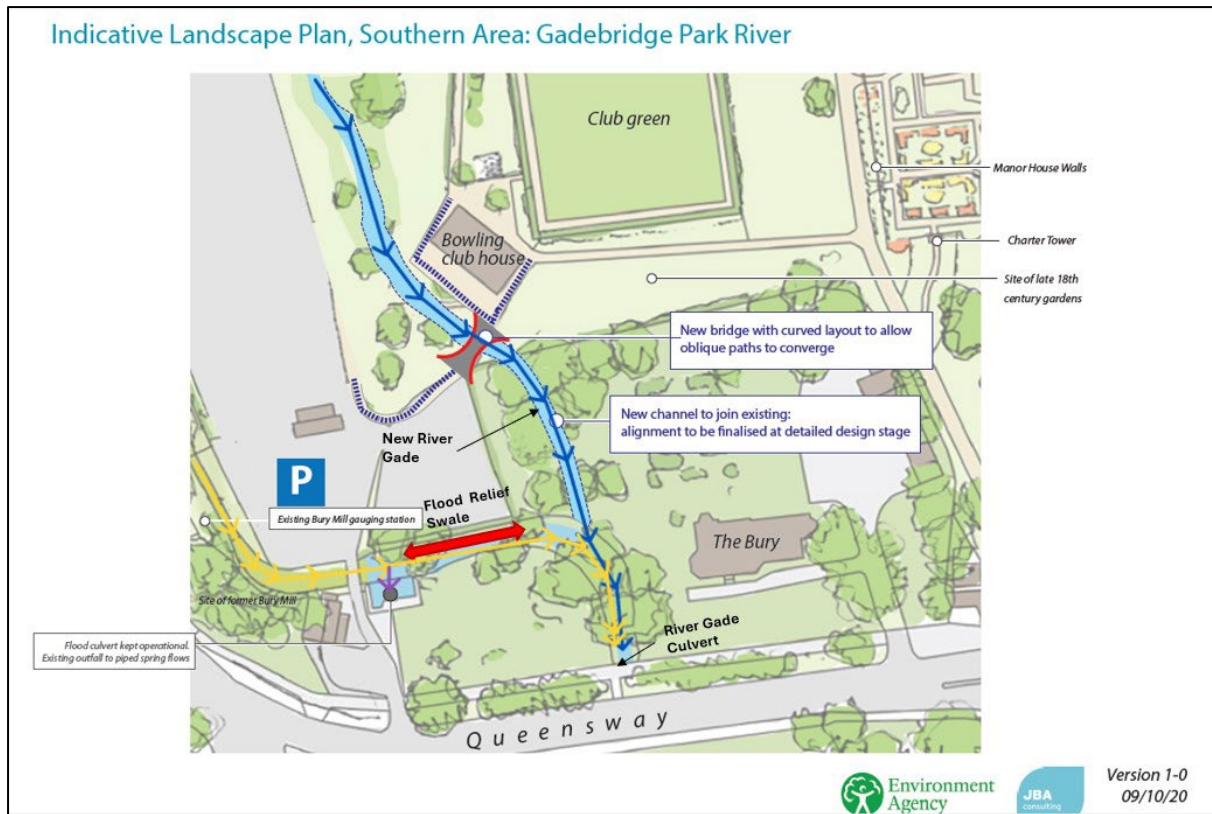 Indicative Landscape Plan, Southern Area: Gadebridge Park River
Club green
Manor House Walls
Bowling
club house
Charter Tower
Site of late 18th
century gardens
New bridge with curved layout to allow
oblique paths to converge
New channel to join existing:
alignment to be finalised at detailed design stage
New River
Gade
P
Flood Relief
Swale
Existing Bury Mill gauging station
The Bury
Site of former Bury Mill
River Gade
Culvert
Flood culvert kept operational.
Existing outfall to piped spring flows
Queensway
Environment
Agency
JBA
consulting
Version 1-0
09/10/20